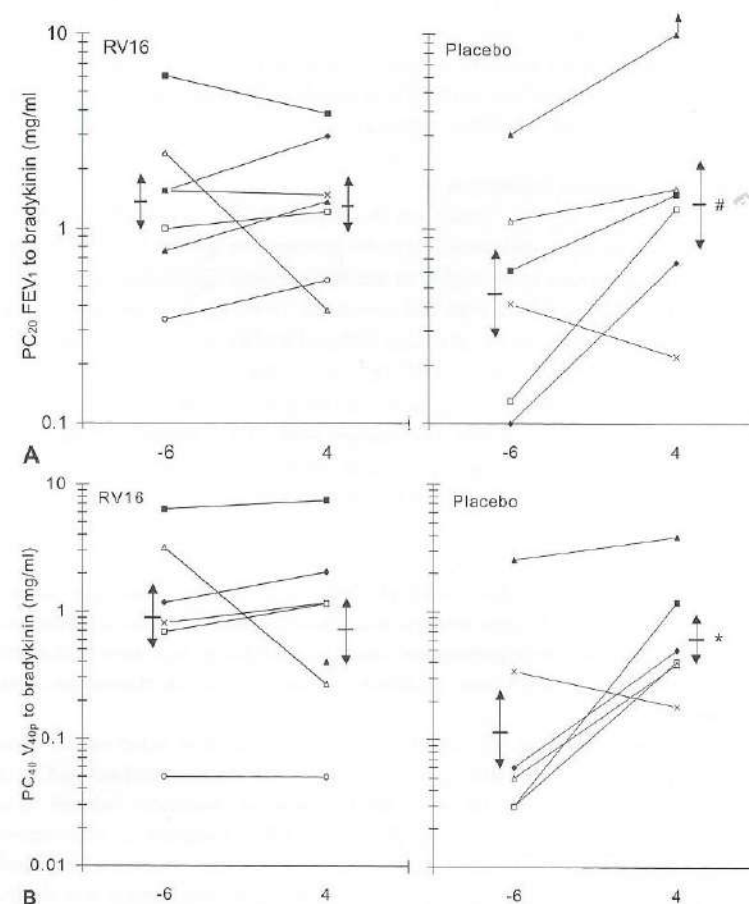 PC20 FEV1 to bradykinin (mg/ml)
10
1
0.1
RV16
Placebo
#
-6 4 -6 4
A
PC40 V40p to bradykinin (mg/ml)
10
1
0.1
0.01
RV16
Placebo
*
-6 4 -6 4
B